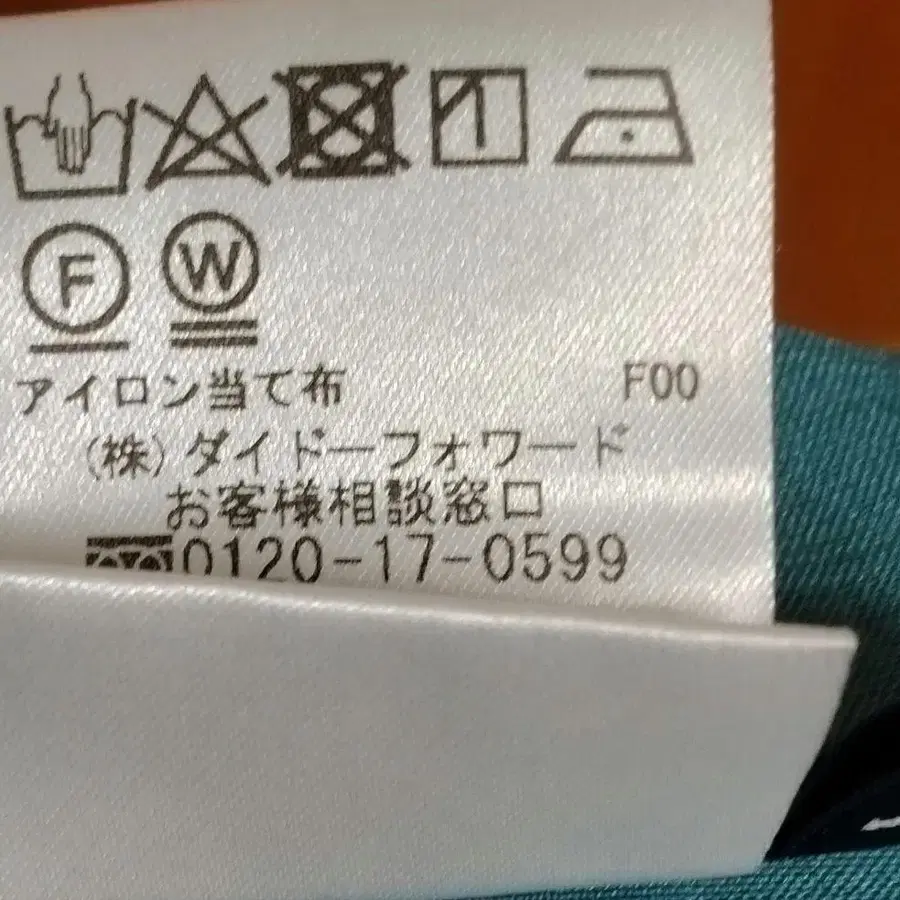 F W
アイロン当て布 F00
(株)ダイドーフォワード
お客様相談窓口
0120-17-0599